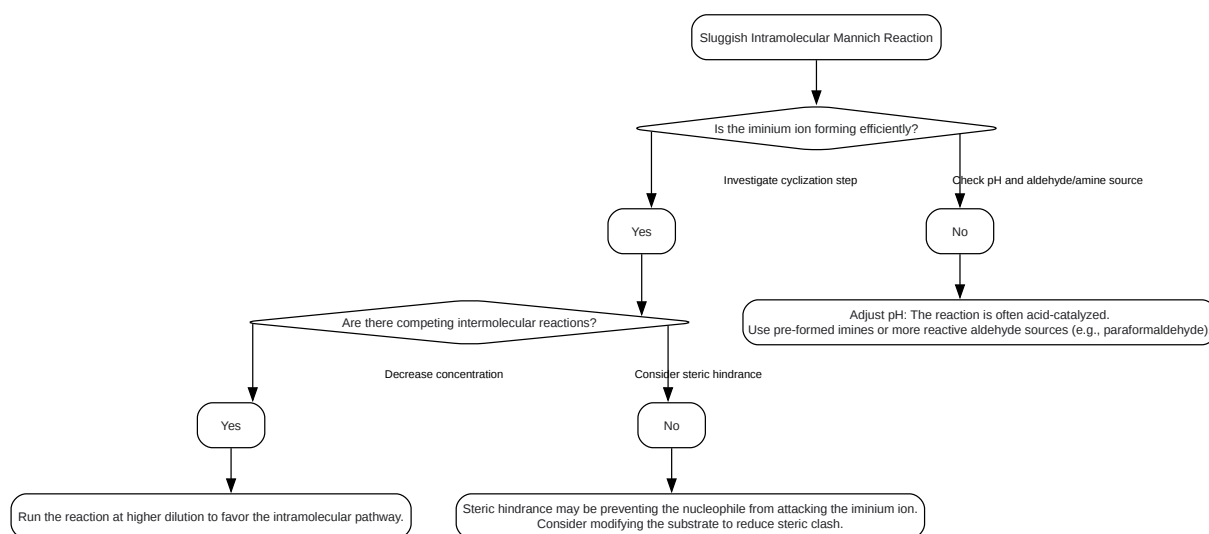 Sluggish Intramolecular Mannich Reaction
Is the iminium ion forming efficiently?
Investigate cyclization step
Check pH and aldehyde/amine source
Yes
No
Are there competing intermolecular reactions?
Adjust pH: The reaction is often acid-catalyzed.
Use pre-formed imines or more reactive aldehyde sources (e.g., paraformaldehyde)
Decrease concentration
Consider steric hindrance
Yes
No
Run the reaction at higher dilution to favor the intramolecular pathway.
Steric hindrance may be preventing the nucleophile from attacking the iminium ion.
Consider modifying the substrate to reduce steric clash.